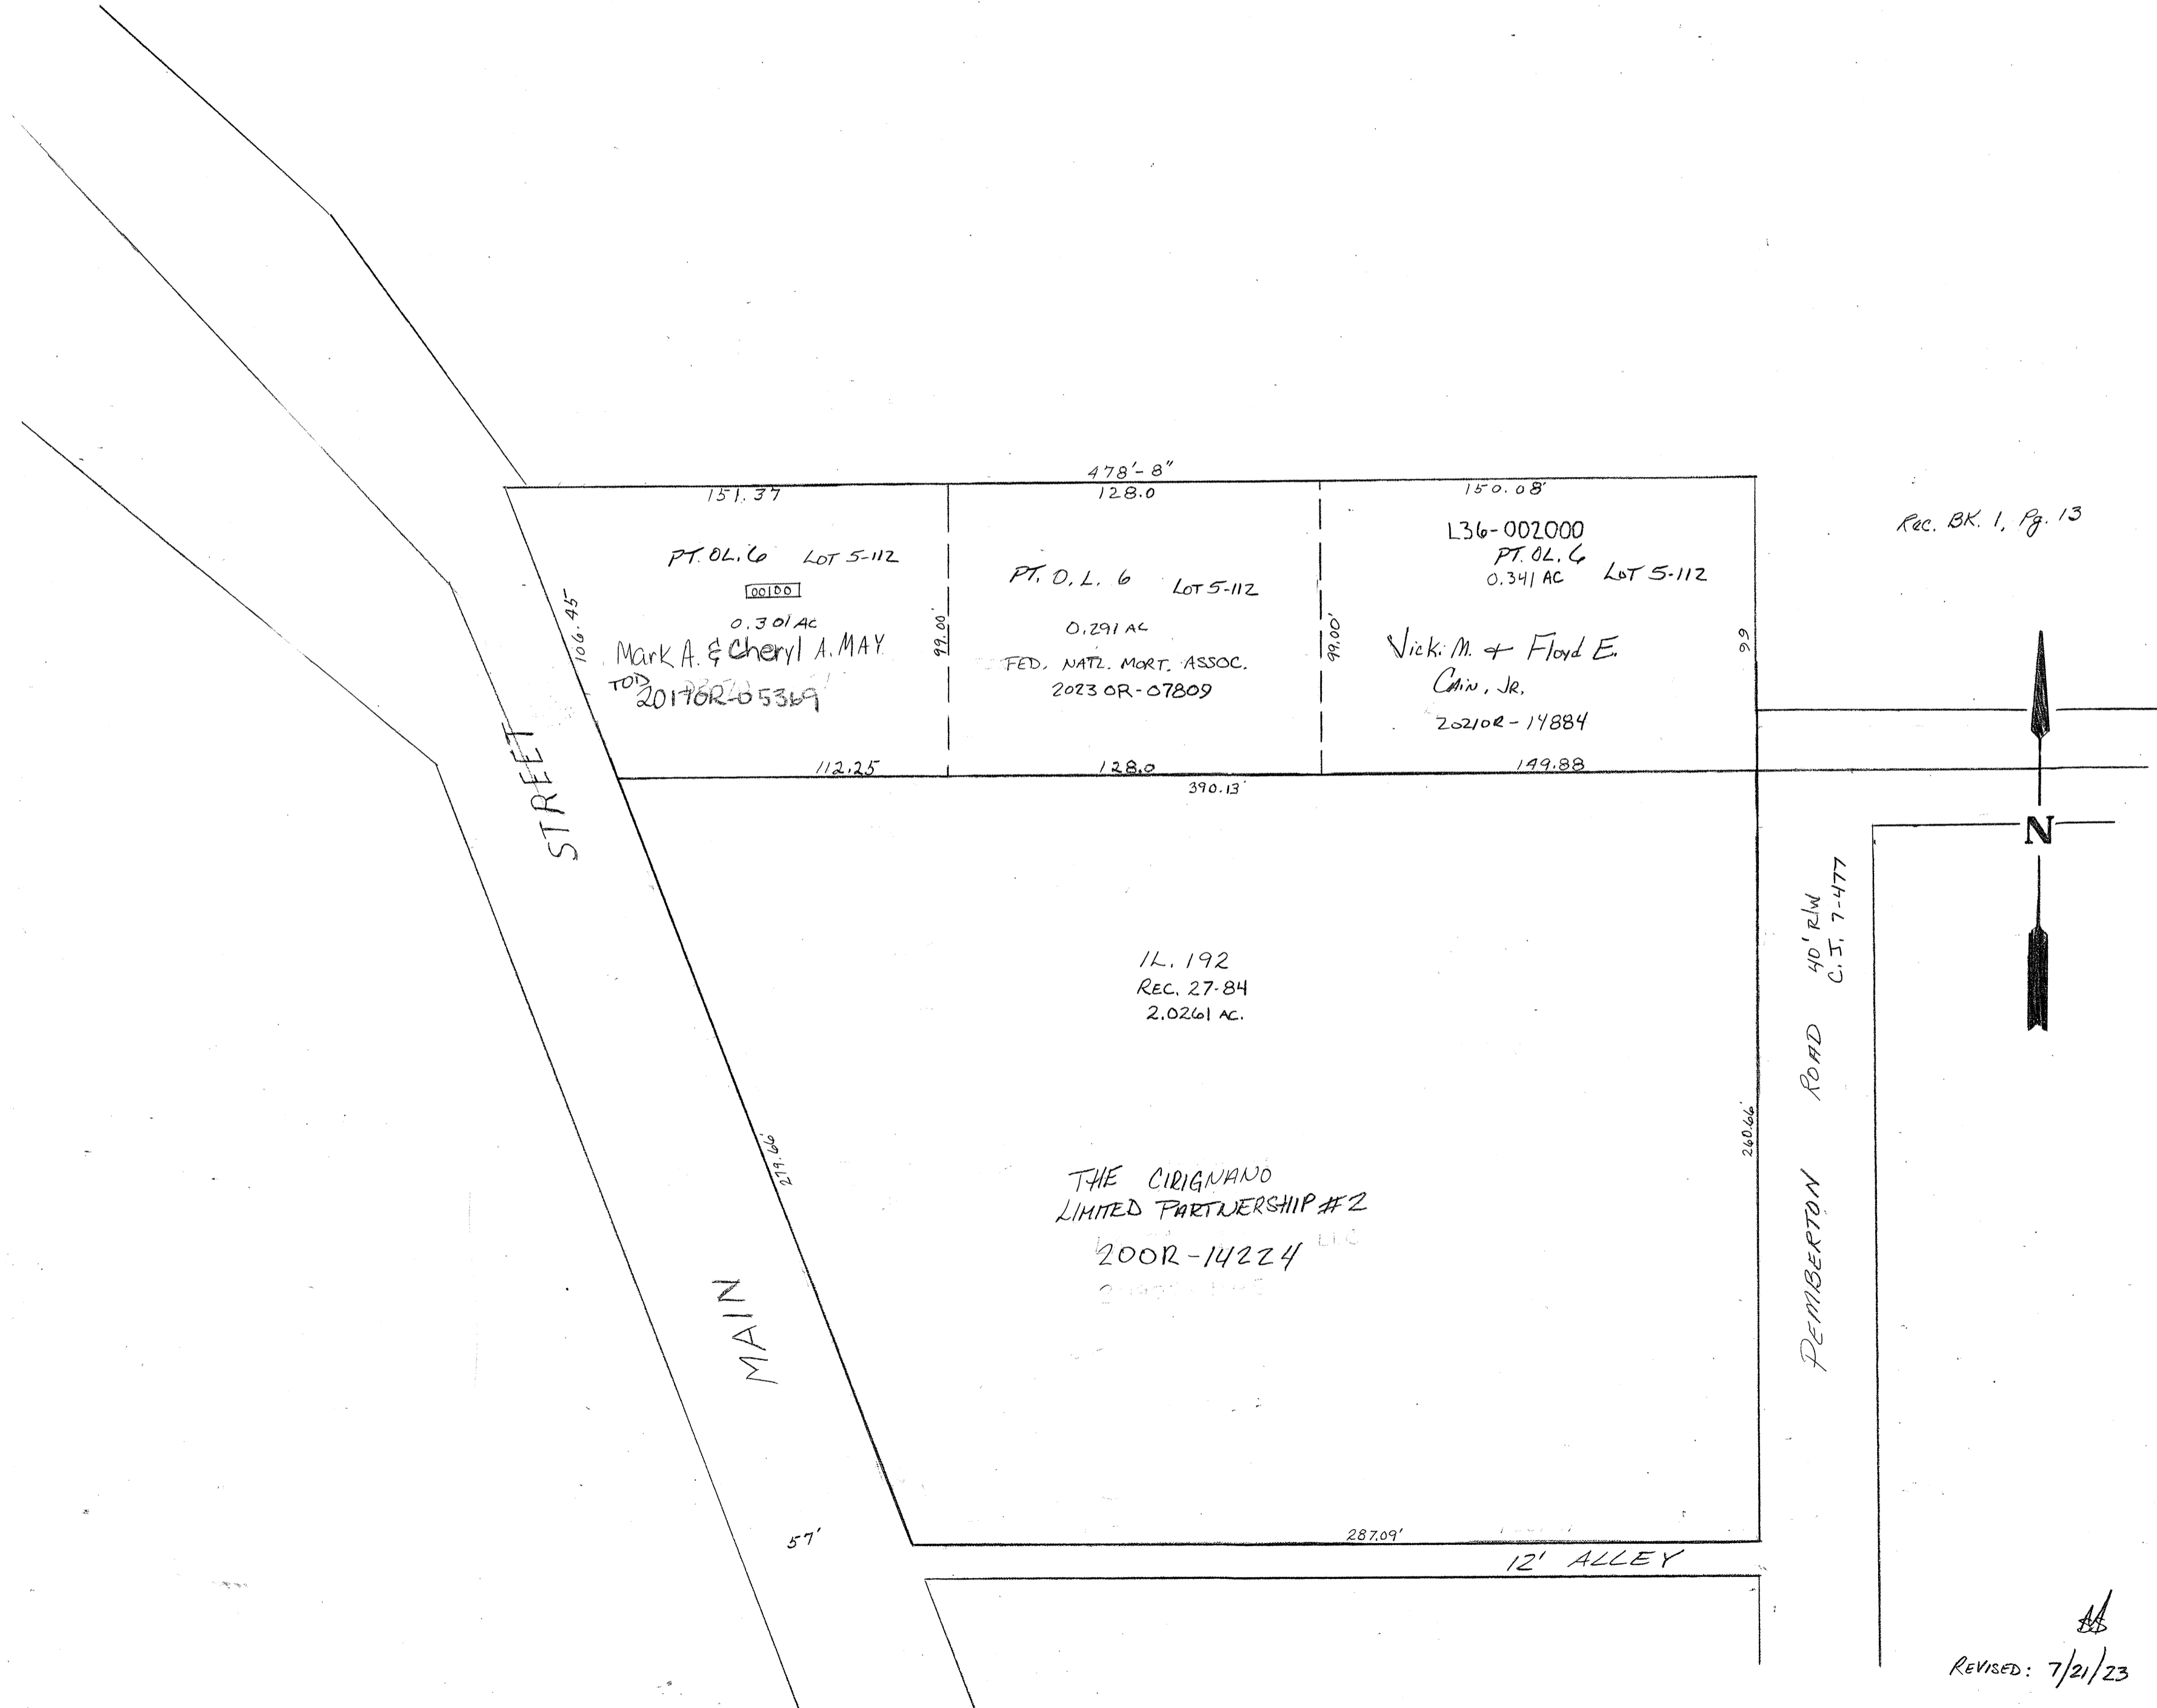 478'-8"
151.37
128.0
150.08'
PT. OL. 6 LOT 5-112
00100
0.301 AC
Mark A. & Cheryl A. MAY
TOD
2017OR-05369
106.45
99.00'
PT. O.L. 6 LOT 5-112
0.291 AC
FED. NATL. MORT. ASSOC.
2023 OR-07809
99.00'
L36-002000
PT. OL. 6
0.341 AC LOT 5-112
Vicki M. & Floyd E.
CAIN, JR.
2021OR-14884
99
Rec. BK. 1, Pg. 13
112.25
128.0
149.88
390.13'
N
STREET
MAIN
57'
279.66'
IL. 192
REC. 27-84
2.0261 AC.
THE CIRIGNANO
LIMITED PARTNERSHIP #2
LLC
200R-14224
260.66'
PEMBERTON ROAD 40' R/W
C.J. 7-477
287.09'
12' ALLEY
REVISED: 7/21/23